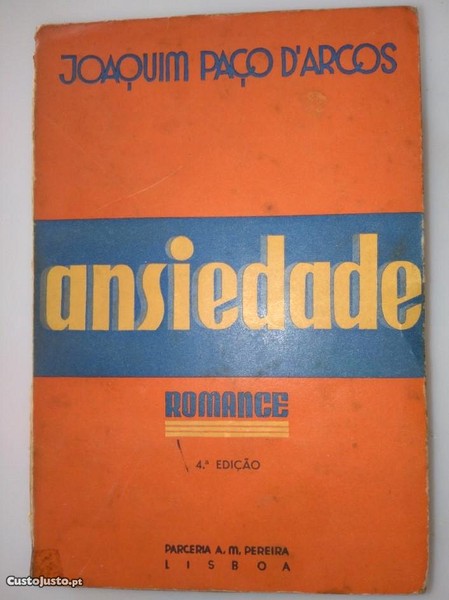 JOAQUIM PAÇO D'ARCOS
ansiedade
ROMANCE
4.ª EDIÇÃO
PARCERIA A. M. PEREIRA
LISBOA
CustoJusto.pt